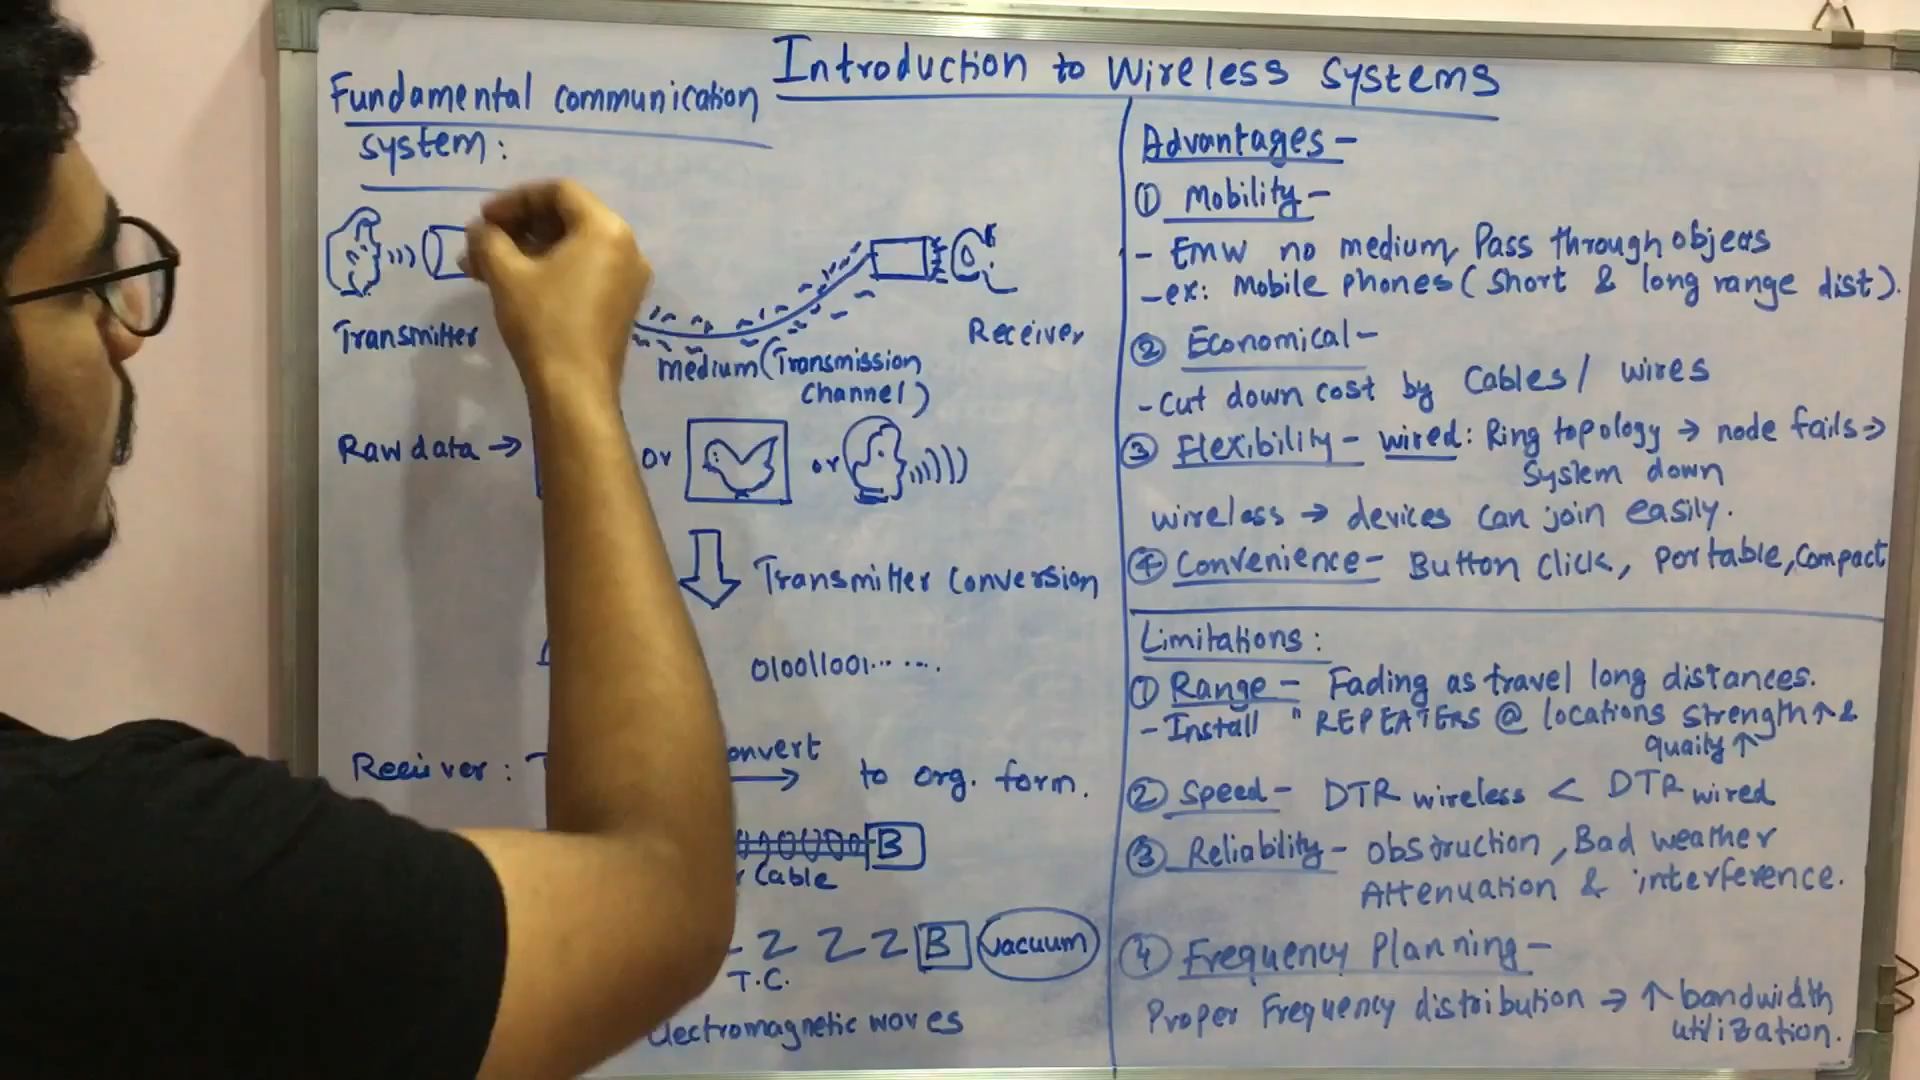 Introduction to Wireless Systems
Fundamental communication
system:
Transmitter
medium (Transmission
Channel)
Receiver
Raw data →
or
or
Transmitter Conversion
010011001... ....
Receiver:
onvert
to org. form.
B
Cable
B
vacuum
T.C.
lectromagnetic waves
Advantages -
① Mobility -
- EMW no medium, Pass through objects
- ex: Mobile phones (short & long range dist).
② Economical -
- Cut down cost by Cables / wires
③ Flexibility - wired: Ring topology → node fails →
System down
wireless → devices can join easily.
④ Convenience - Button Click, Portable, Compact
Limitations:
① Range - Fading as travel long distances.
- Install " REPEATERS @ locations strength ↑ &
quaity ↑
② Speed - DTR wireless < DTR wired
③ Reliability - obstruction, Bad weather
Attenuation & interference.
④ Frequency Planning -
Proper Frequency distribution → ↑ bandwidth
utilization.